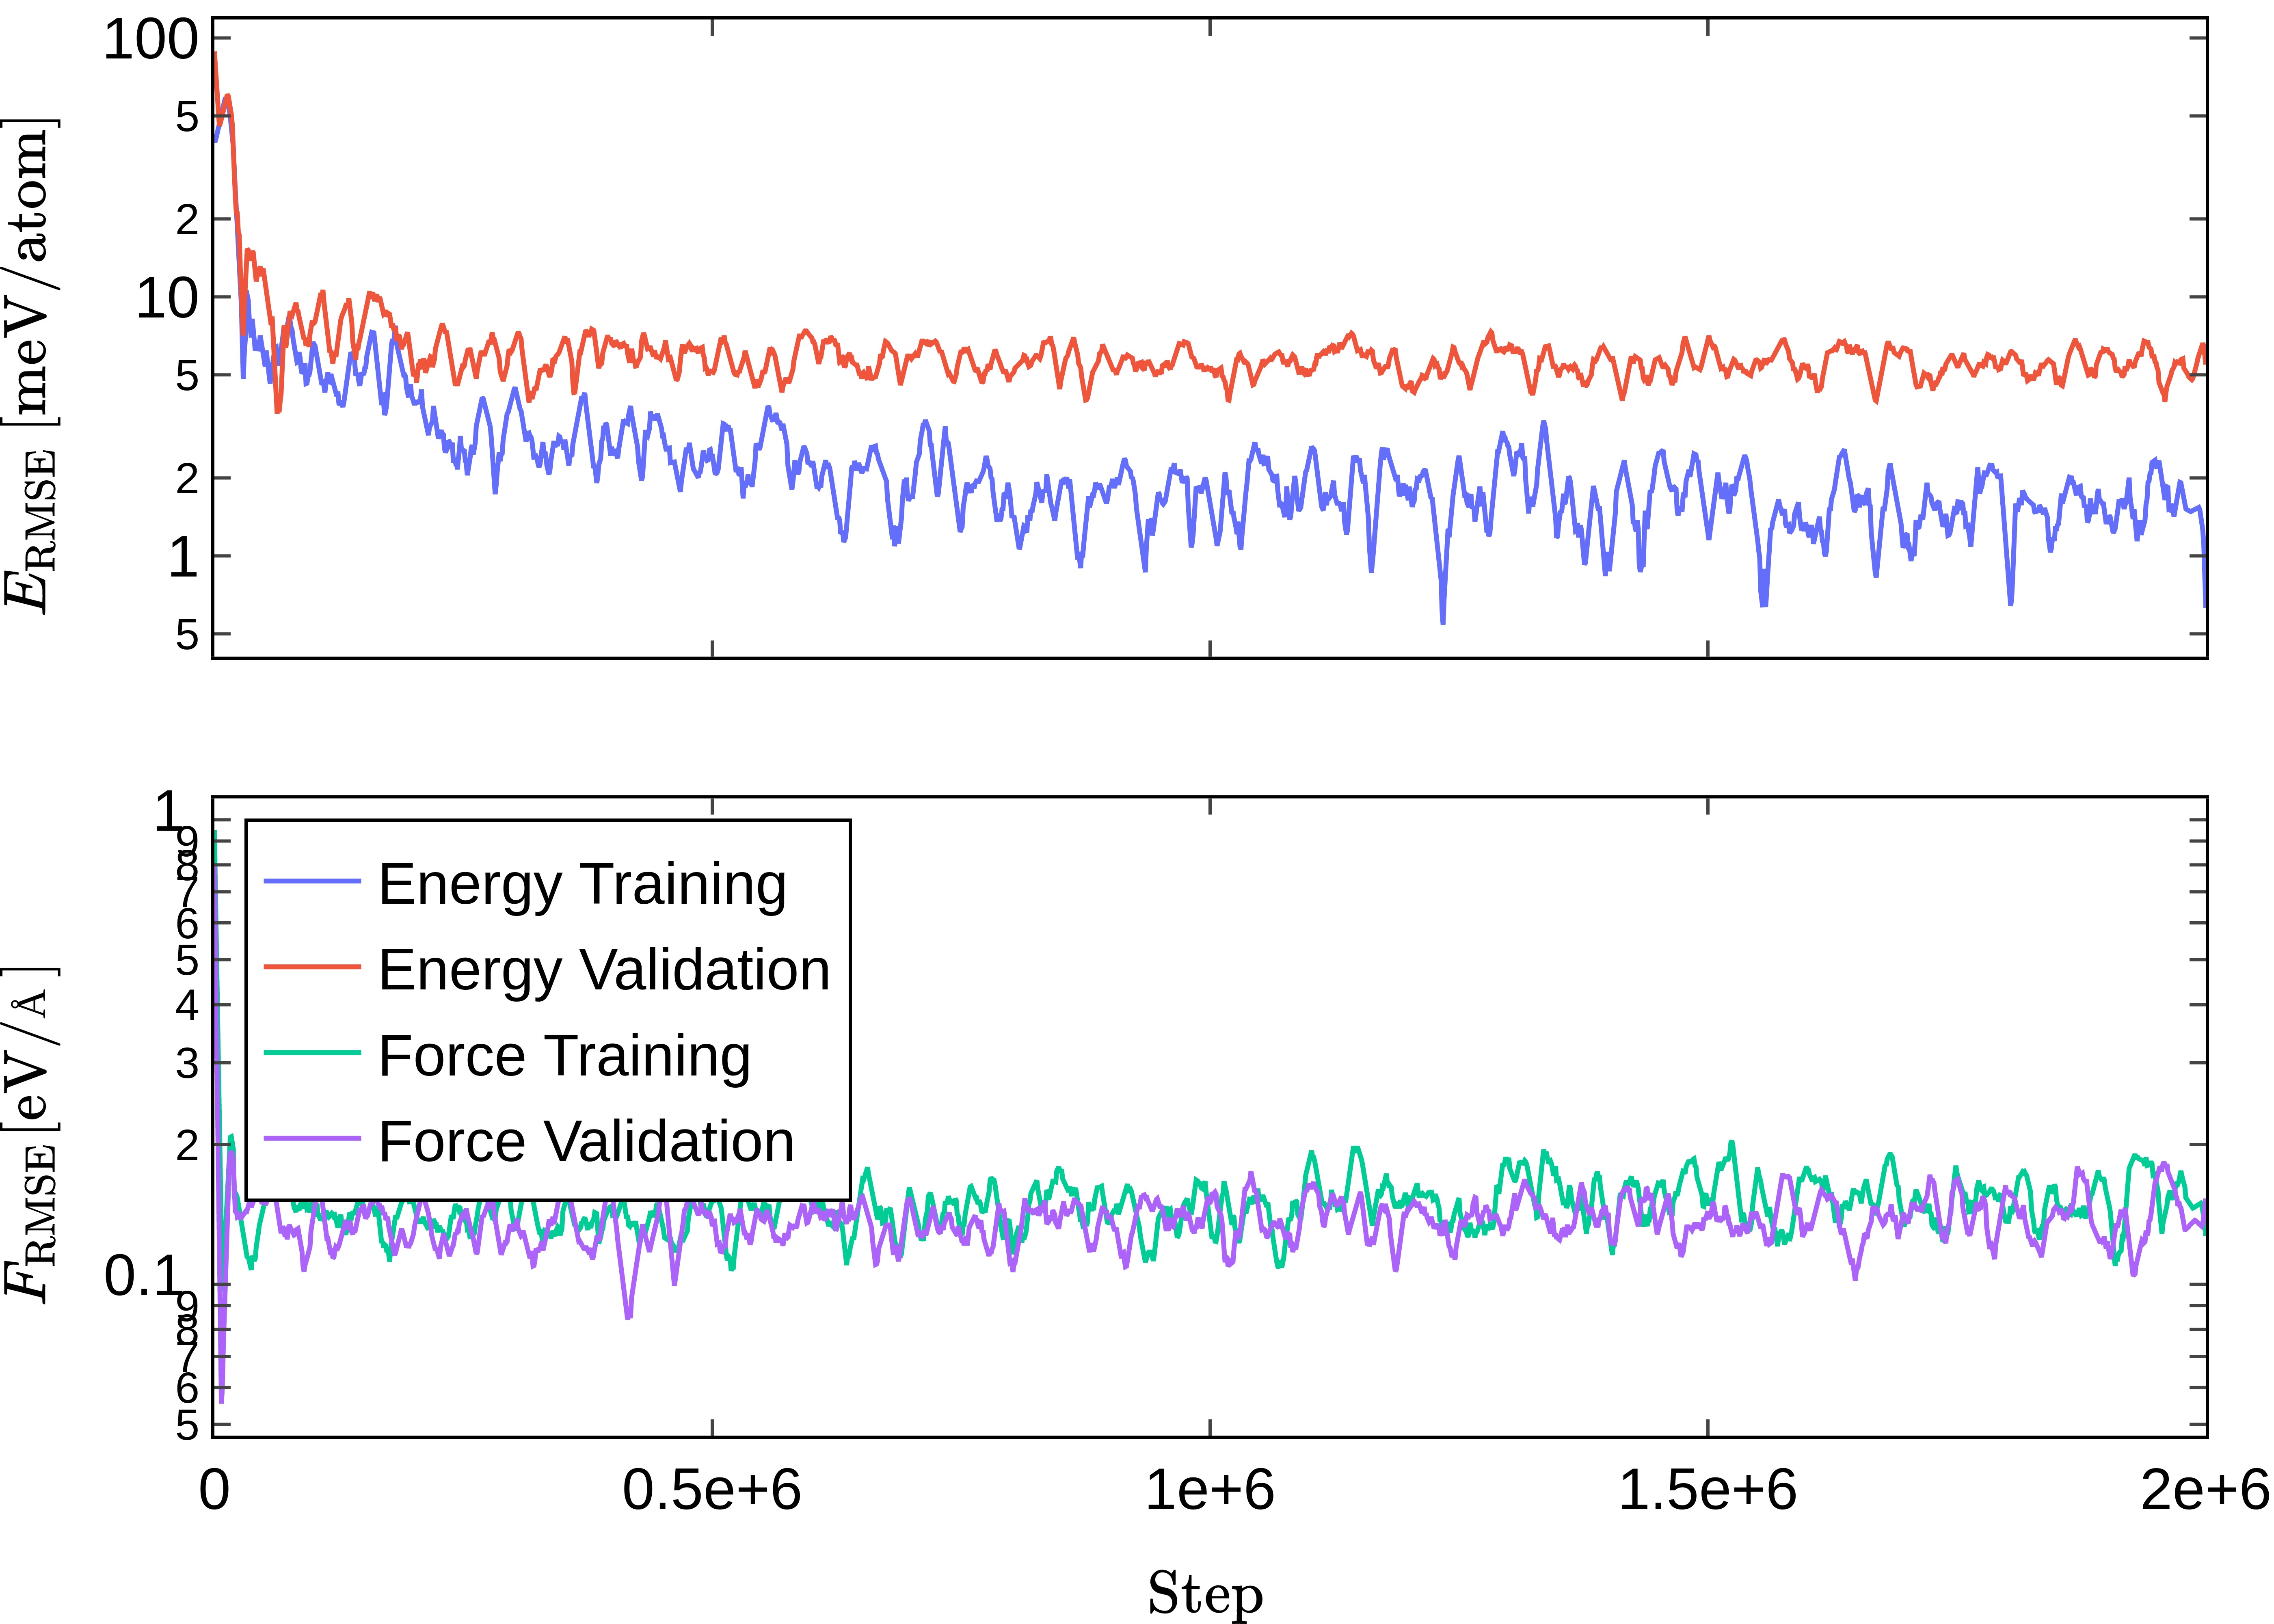 100
5
2
10
5
2
1
5
E_RMSE [meV/atom]
1
9
8
7
6
5
4
3
2
0.1
9
8
7
6
5
F_RMSE [eV/Å]
Energy Training
Energy Validation
Force Training
Force Validation
0 0.5e+6 1e+6 1.5e+6 2e+6
Step